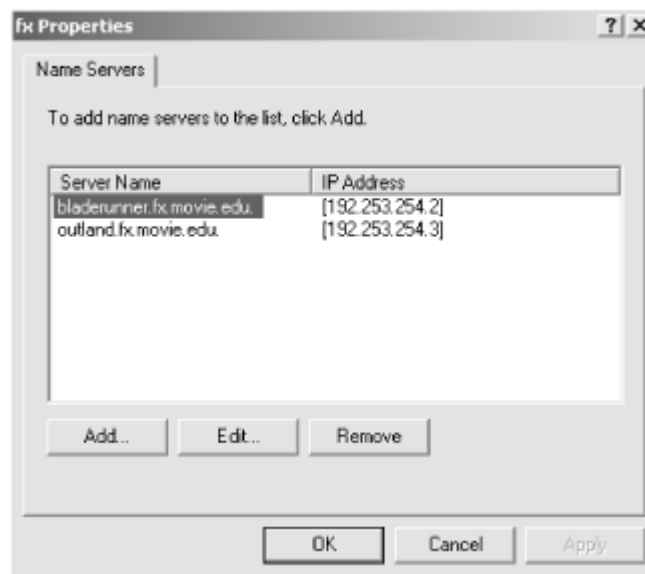 fx Properties
Name Servers
To add name servers to the list, click Add.
Server Name IP Address
bladerunner.fx.movie.edu. [192.253.254.2]
outland.fx.movie.edu. [192.253.254.3]
Add... Edit... Remove
OK Cancel Apply